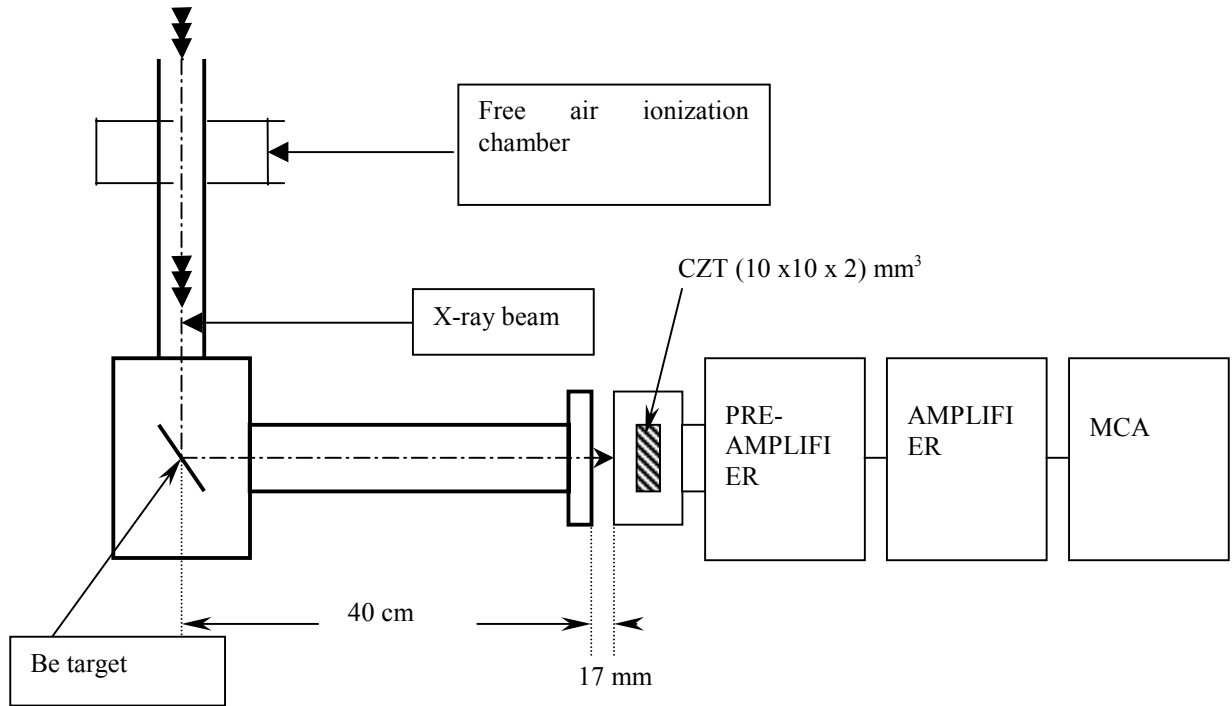 Free air ionization
chamber
CZT (10 x10 x 2) mm³
X-ray beam
PRE-
AMPLIFI
ER
AMPLIFI
ER
MCA
40 cm
Be target
17 mm